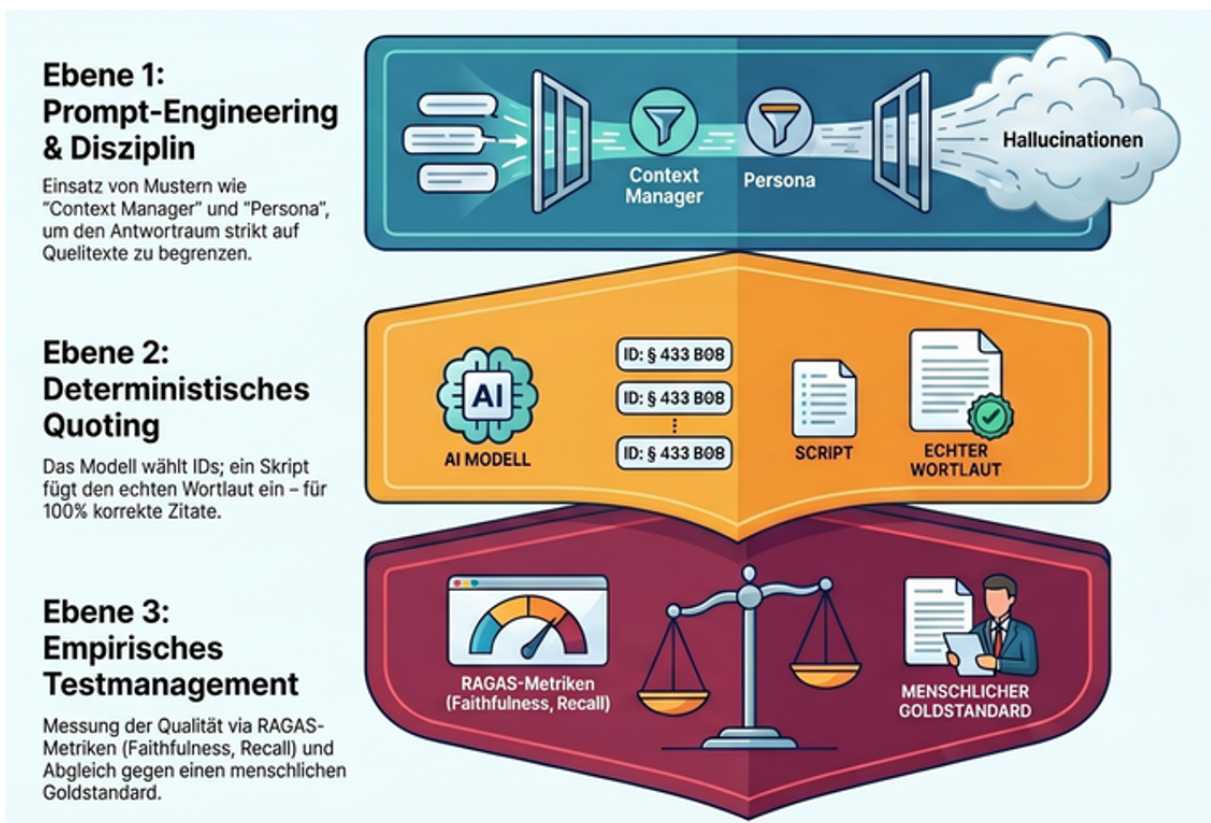 Ebene 1:
Prompt-Engineering
& Disziplin
Einsatz von Mustern wie
“Context Manager” und “Persona”,
um den Antwortraum strikt auf
Quelitexte zu begrenzen.
Context
Manager
Persona
Hallucinationen
Ebene 2:
Deterministisches
Quoting
Das Modell wählt IDs; ein Skript
fügt den echten Wortlaut ein – für
100% korrekte Zitate.
AI
AI MODELL
ID: § 433 B08
ID: § 433 B08
ID: § 433 B08
SCRIPT
ECHTER
WORTLAUT
Ebene 3:
Empirisches
Testmanagement
Messung der Qualität via RAGAS-
Metriken (Faithfulness, Recall) und
Abgleich gegen einen menschlichen
Goldstandard.
RAGAS-Metriken
(Faithfulness, Recall)
MENSCHLICHER
GOLDSTANDARD